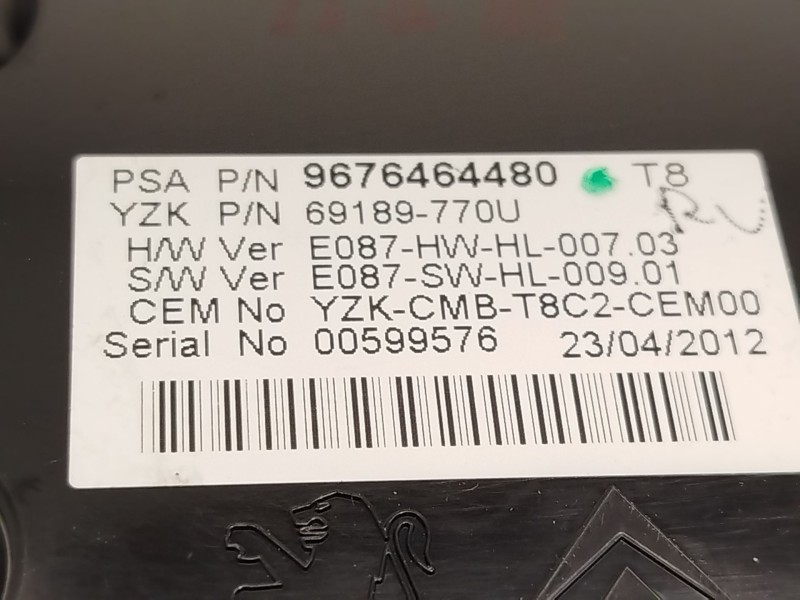 PSA P/N 9676464480 T8
YZK P/N 69189-770U
H/W Ver E087-HW-HL-007.03
S/W Ver E087-SW-HL-009.01
CEM No YZK-CMB-T8C2-CEM00
Serial No 00599576 23/04/2012